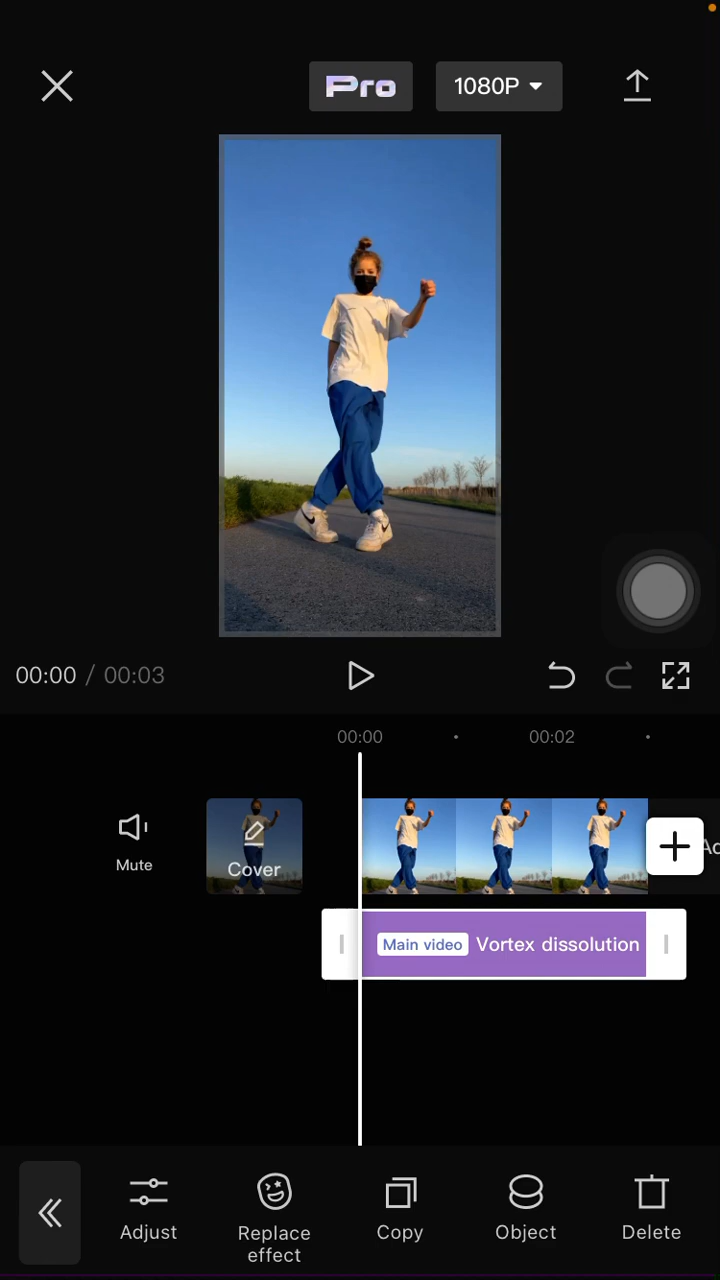 Pro
1080P
00:00 / 00:03
00:00
00:02
Mute
Cover
Ad
Main video
Vortex dissolution
Adjust
Replace
effect
Copy
Object
Delete